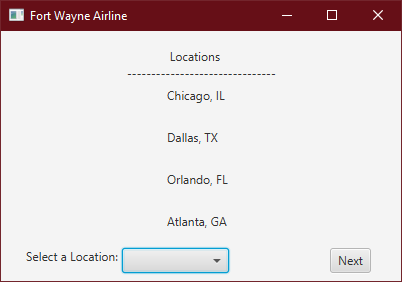 Fort Wayne Airline
Locations
-------------------------------
Chicago, IL
Dallas, TX
Orlando, FL
Atlanta, GA
Select a Location:
Next